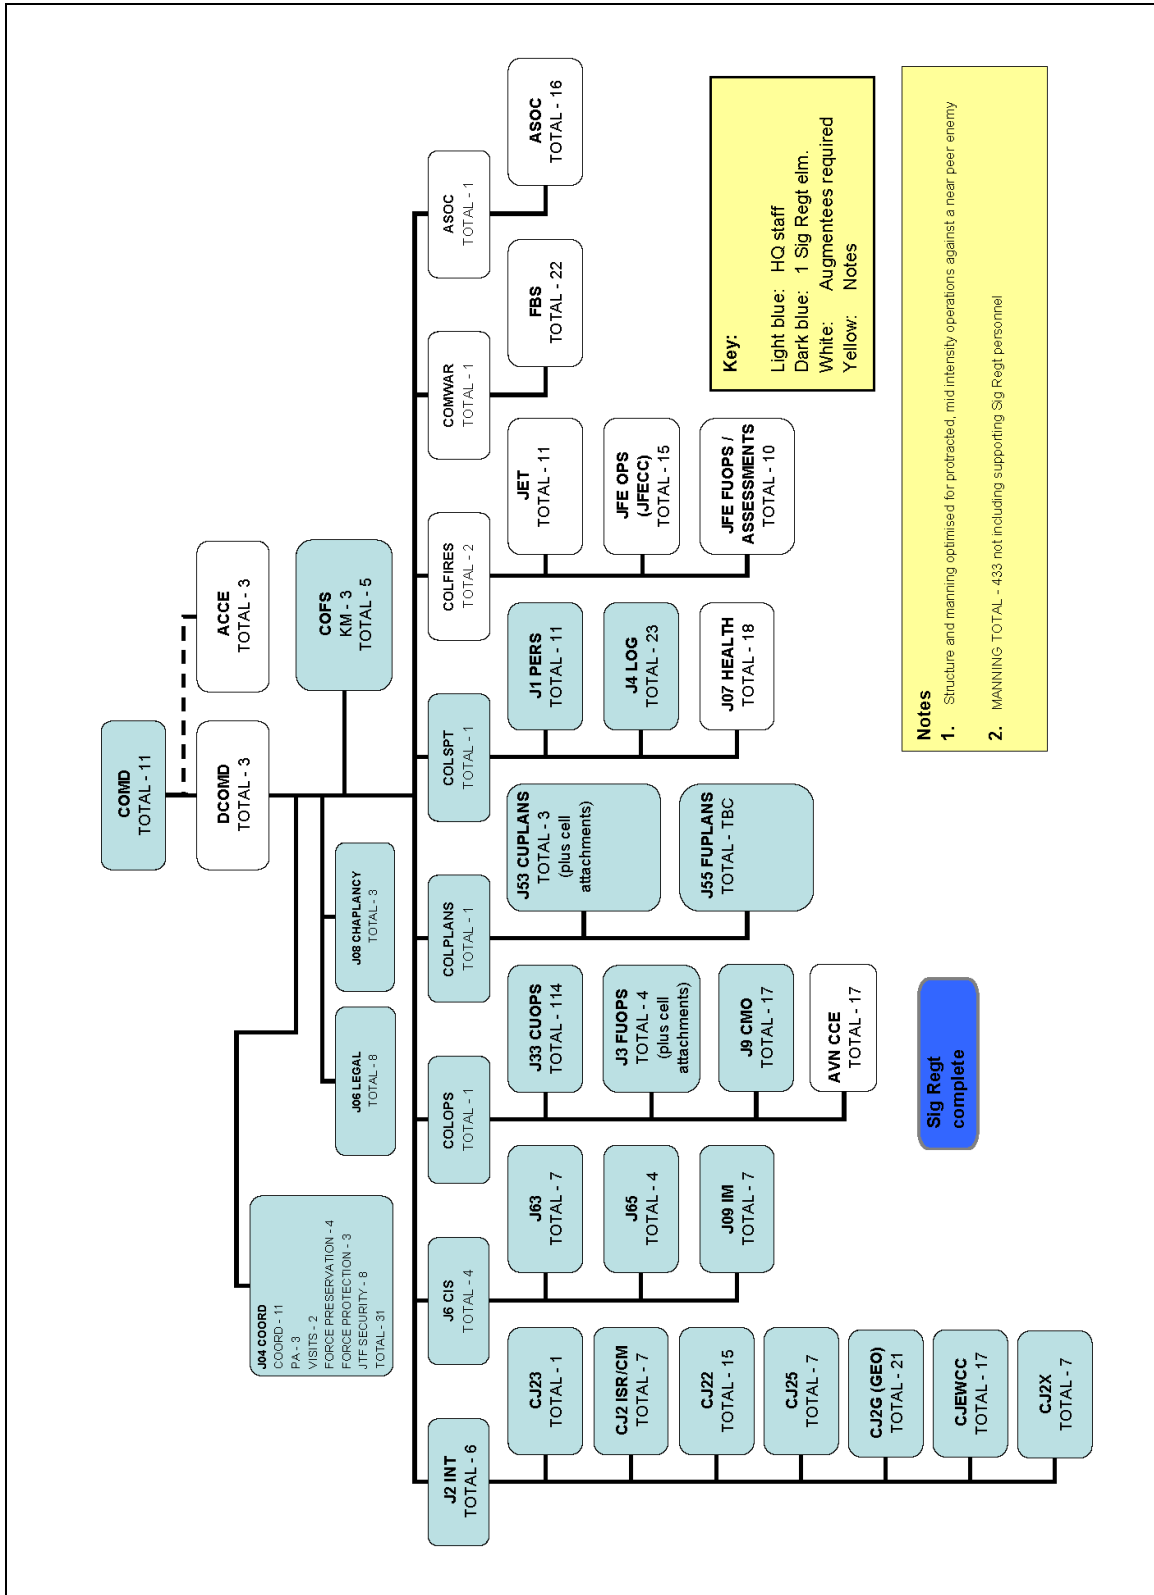 COMD
TOTAL - 11
DCOMD
TOTAL - 3
ACCE
TOTAL - 3
COFS
KM - 3
TOTAL - 5
J04 COORD
COORD - 11
PA - 3
VISITS - 2
FORCE PRESERVATION - 4
FORCE PROTECTION - 3
JTF SECURITY - 8
TOTAL - 31
J06 LEGAL
TOTAL - 8
J08 CHAPLANCY
TOTAL - 3
J2 INT
TOTAL - 6
J6 CIS
TOTAL - 4
COLOPS
TOTAL - 1
COLPLANS
TOTAL - 1
COLSPT
TOTAL - 1
COLFIRES
TOTAL - 2
COMWAR
TOTAL - 1
ASOC
TOTAL - 1
CJ23
TOTAL - 1
CJ2 ISR/CM
TOTAL - 7
CJ22
TOTAL - 15
CJ25
TOTAL - 7
CJ2G (GEO)
TOTAL - 21
CJEWCC
TOTAL - 17
CJ2X
TOTAL - 7
J63
TOTAL - 7
J65
TOTAL - 4
J09 IM
TOTAL - 7
J33 CUOPS
TOTAL - 114
J3 FUOPS
TOTAL - 4
(plus cell
attachments)
J9 CMO
TOTAL - 17
AVN CCE
TOTAL - 17
J53 CUPLANS
TOTAL - 3
(plus cell
attachments)
J55 FUPLANS
TOTAL - TBC
J1 PERS
TOTAL - 11
J4 LOG
TOTAL - 23
J07 HEALTH
TOTAL - 18
JET
TOTAL - 11
JFE OPS
(JFECC)
TOTAL - 15
JFE FUOPS /
ASSESSMENTS
TOTAL - 10
FBS
TOTAL - 22
ASOC
TOTAL - 16
Sig Regt
complete
Key:
Light blue: HQ staff
Dark blue: 1 Sig Regt elm.
White: Augmentees required
Yellow: Notes
Notes
1. Structure and manning optimised for protracted, mid intensity operations against a near peer enemy
2. MANNING TOTAL - 433 not including supporting Sig Regt personnel